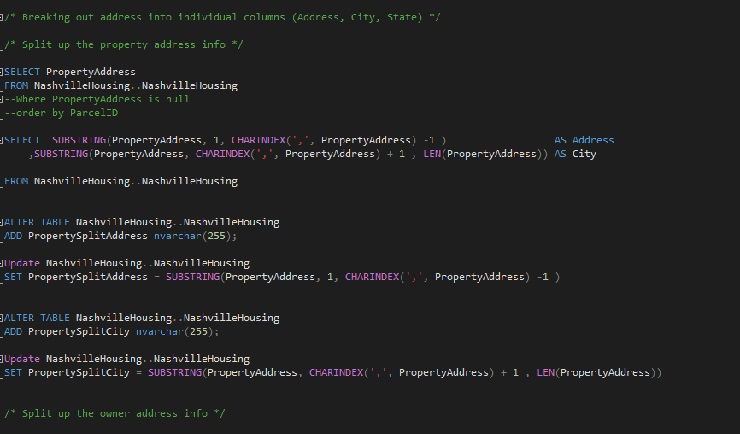 /* Breaking out address into individual columns (Address, City, State) */
/* Split up the property address info */
SELECT PropertyAddress
FROM NashvilleHousing..NashvilleHousing
--Where PropertyAddress is null
--order by ParcelID
SELECT SUBSTRING(PropertyAddress, 1, CHARINDEX(',', PropertyAddress) -1 ) AS Address
,SUBSTRING(PropertyAddress, CHARINDEX(',', PropertyAddress) + 1 , LEN(PropertyAddress)) AS City
FROM NashvilleHousing..NashvilleHousing
ALTER TABLE NashvilleHousing..NashvilleHousing
ADD PropertySplitAddress nvarchar(255);
Update NashvilleHousing..NashvilleHousing
SET PropertySplitAddress = SUBSTRING(PropertyAddress, 1, CHARINDEX(',', PropertyAddress) -1 )
ALTER TABLE NashvilleHousing..NashvilleHousing
ADD PropertySplitCity nvarchar(255);
Update NashvilleHousing..NashvilleHousing
SET PropertySplitCity = SUBSTRING(PropertyAddress, CHARINDEX(',', PropertyAddress) + 1 , LEN(PropertyAddress))
/* Split up the owner address info */